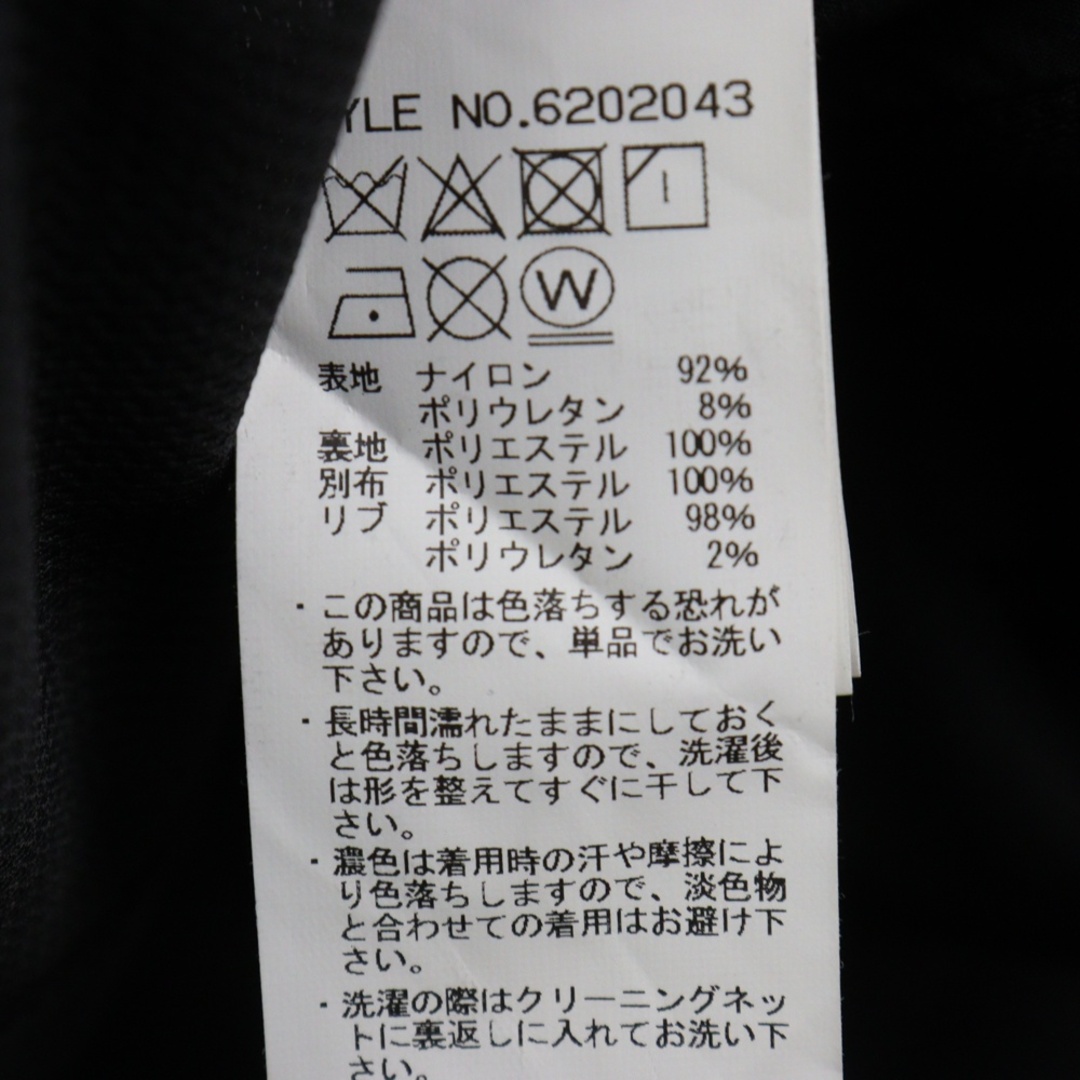 YLE NO.6202043
W
表地 ナイロン 92%
ポリウレタン 8%
裏地 ポリエステル 100%
別布 ポリエステル 100%
リブ ポリエステル 98%
ポリウレタン 2%
・この商品は色落ちする恐れが
ありますので、単品でお洗い
下さい。
・長時間濡れたままにしておく
と色落ちしますので、洗濯後
は形を整えてすぐに干して下
さい。
・濃色は着用時の汗や摩擦によ
り色落ちしますので、淡色物
と合わせての着用はお避け下
さい。
・洗濯の際はクリーニングネッ
トに裏返しに入れてお洗い下
さい。